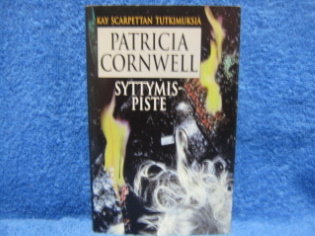 KAY SCARPETTAN TUTKIMUKSIA
PATRICIA
CORNWELL
SYTTYMIS-
PISTE